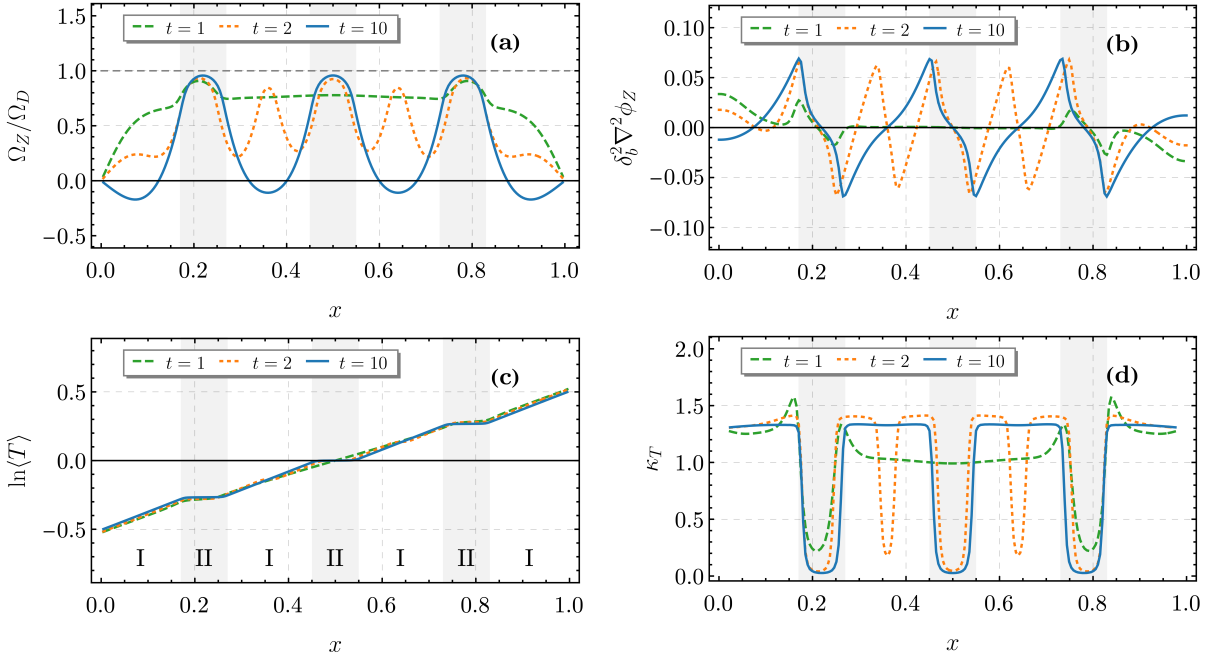 t = 1 t = 2 t = 10
(a)
1.5
1.0
0.5
0.0
−0.5
Ω_Z/Ω_D
0.0 0.2 0.4 0.6 0.8 1.0
x
t = 1 t = 2 t = 10
(b)
0.10
0.05
0.00
−0.05
−0.10
δ_b^2∇^2ϕ_Z
0.0 0.2 0.4 0.6 0.8 1.0
x
t = 1 t = 2 t = 10
(c)
0.5
0.0
−0.5
ln⟨T⟩
I II I II I II I
0.0 0.2 0.4 0.6 0.8 1.0
x
t = 1 t = 2 t = 10
(d)
2.0
1.5
1.0
0.5
0.0
κ_T
0.0 0.2 0.4 0.6 0.8 1.0
x